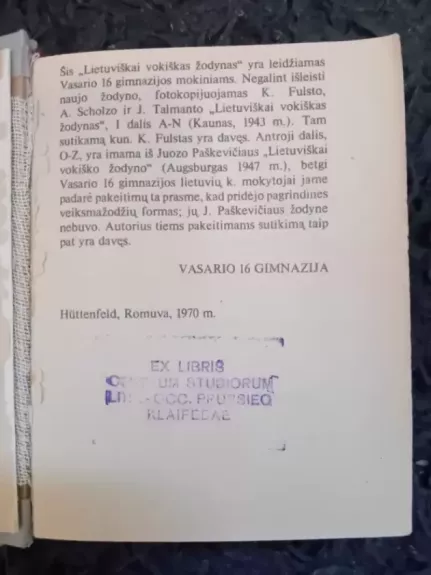 Šis „Lietuviškai vokiškas žodynas“ yra leidžiamas
Vasario 16 gimnazijos mokiniams. Negalint išleisti
naujo žodyno, fotokopijuojamas K. Fulsto,
A. Scholzo ir J. Talmanto „Lietuviškai vokiškas
žodynas“, I dalis A-N (Kaunas, 1943 m.). Tam
sutikimą kun. K. Fulstas yra davęs. Antroji dalis,
O-Z, yra imama iš Juozo Paškevičiaus „Lietuviškai
vokiško žodyno“ (Augsburgas 1947 m.), betgi
Vasario 16 gimnazijos lietuvių k. mokytojai jame
padarė pakeitimų ta prasme, kad pridėjo pagrindines
veiksmažodžių formas; jų J. Paškevičiaus žodyne
nebuvo. Autorius tiems pakeitimams sutikimą taip
pat yra davęs.
VASARIO 16 GIMNAZIJA
Hüttenfeld, Romuva, 1970 m.
EX LIBRIS
STUDIORUM
KLAIPEDAE